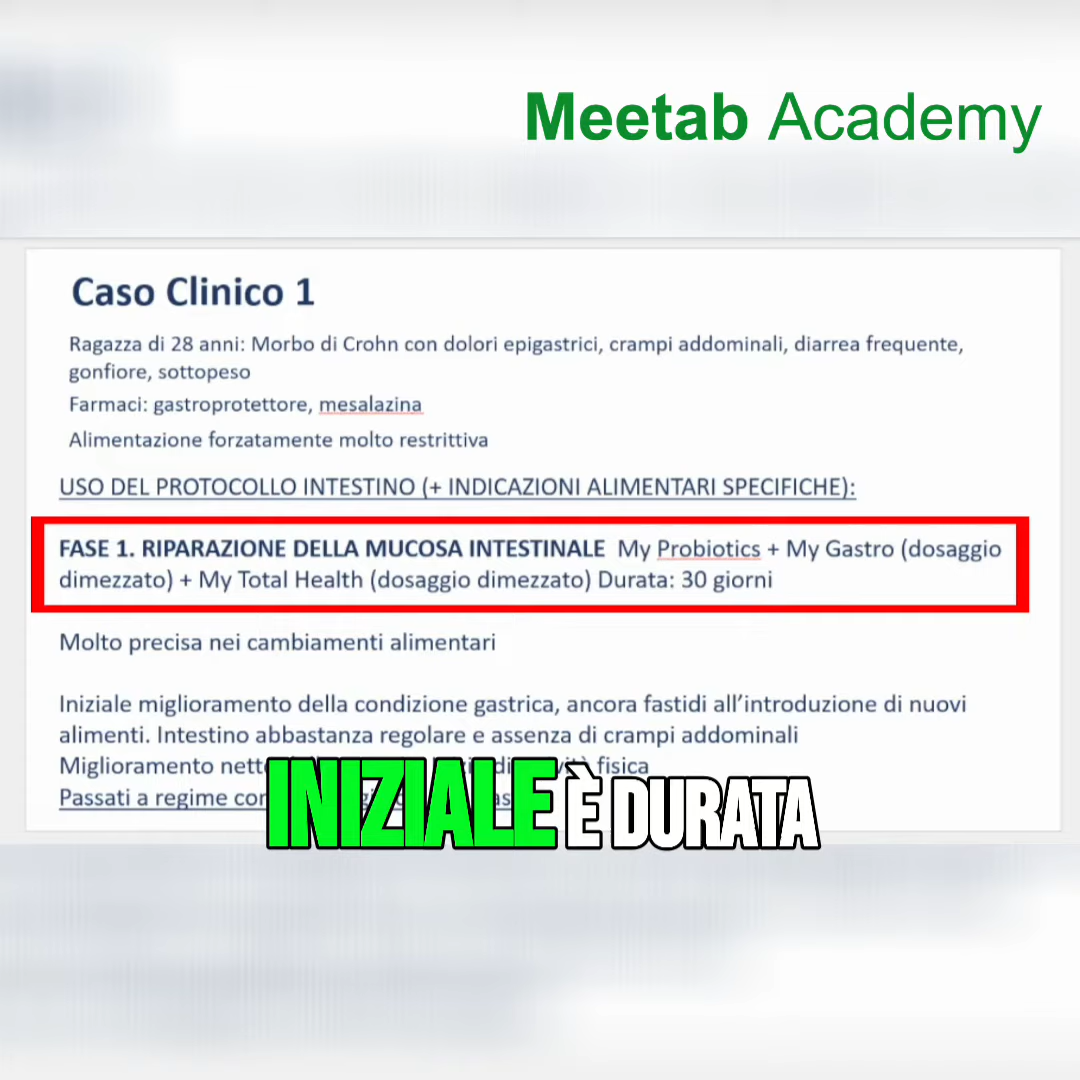 Meetab Academy
Caso Clinico 1
Ragazza di 28 anni: Morbo di Crohn con dolori epigastrici, crampi addominali, diarrea frequente,
gonfiore, sottopeso
Farmaci: gastroprotettore, mesalazina
Alimentazione forzatamente molto restrittiva
USO DEL PROTOCOLLO INTESTINO (+ INDICAZIONI ALIMENTARI SPECIFICHE):
FASE 1. RIPARAZIONE DELLA MUCOSA INTESTINALE My Probiotics + My Gastro (dosaggio
dimezzato) + My Total Health (dosaggio dimezzato) Durata: 30 giorni
Molto precisa nei cambiamenti alimentari
Iniziale miglioramento della condizione gastrica, ancora fastidi all'introduzione di nuovi
alimenti. Intestino abbastanza regolare e assenza di crampi addominali
Miglioramento fisica
Passati a regime
INIZIALE È DURATA